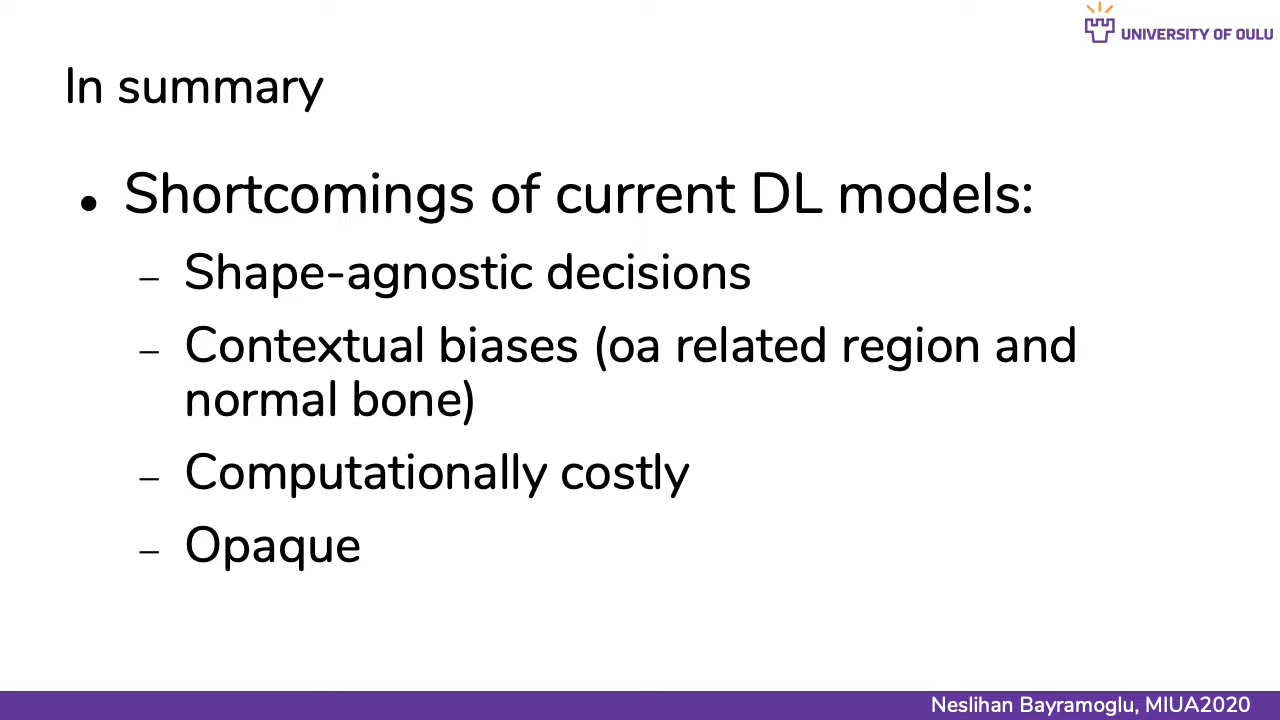 UNIVERSITY OF OULU
In summary
● Shortcomings of current DL models:
– Shape-agnostic decisions
– Contextual biases (oa related region and
normal bone)
– Computationally costly
– Opaque
Neslihan Bayramoglu, MIUA2020